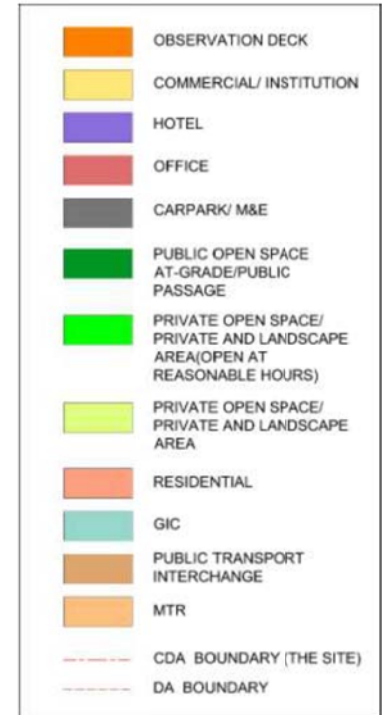 OBSERVATION DECK
COMMERCIAL/ INSTITUTION
HOTEL
OFFICE
CARPARK/ M&E
PUBLIC OPEN SPACE
AT-GRADE/PUBLIC
PASSAGE
PRIVATE OPEN SPACE/
PRIVATE AND LANDSCAPE
AREA(OPEN AT
REASONABLE HOURS)
PRIVATE OPEN SPACE/
PRIVATE AND LANDSCAPE
AREA
RESIDENTIAL
GIC
PUBLIC TRANSPORT
INTERCHANGE
MTR
CDA BOUNDARY (THE SITE)
DA BOUNDARY